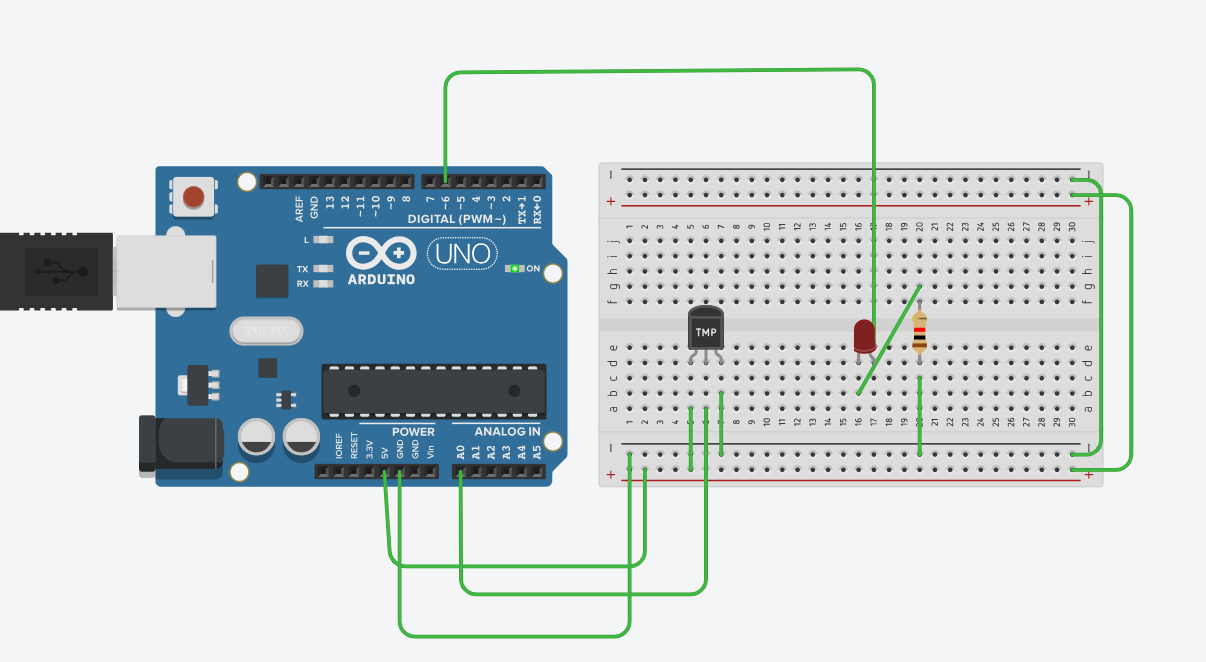 AREF
GND
13
12
~11
~10
~9
8
7
~6
~5
4
~3
2
TX→1
RX←0
DIGITAL (PWM~)
L
TX
RX
UNO
ON
ARDUINO
POWER
ANALOG IN
IOREF
RESET
3.3V
5V
GND
GND
Vin
A0
A1
A2
A3
A4
A5
TMP
+ +
1 2 3 4 5 6 7 8 9 10 11 12 13 14 15 16 17 18 19 20 21 22 23 24 25 26 27 28 29 30
j j
i i
h h
g g
f f
e e
d d
c c
b b
a a
1 2 3 4 5 6 7 8 9 10 11 12 13 14 15 16 17 18 19 20 21 22 23 24 25 26 27 28 29 30
+ +